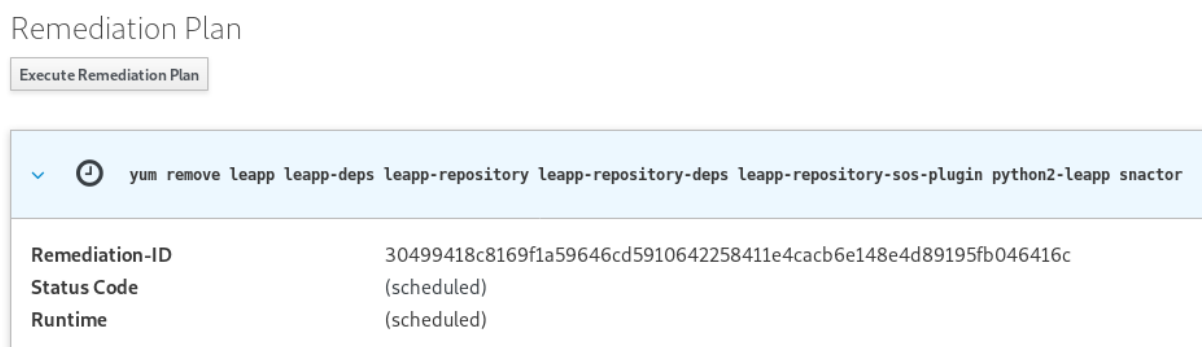 Remediation Plan
Execute Remediation Plan
yum remove leapp leapp-deps leapp-repository leapp-repository-deps leapp-repository-sos-plugin python2-leapp snactor
Remediation-ID 30499418c8169f1a59646cd5910642258411e4cacb6e148e4d89195fb046416c
Status Code (scheduled)
Runtime (scheduled)